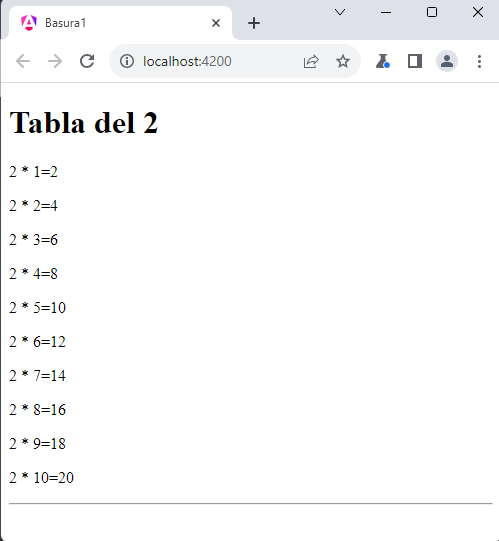 Basura1
localhost:4200
Tabla del 2
2 * 1=2
2 * 2=4
2 * 3=6
2 * 4=8
2 * 5=10
2 * 6=12
2 * 7=14
2 * 8=16
2 * 9=18
2 * 10=20